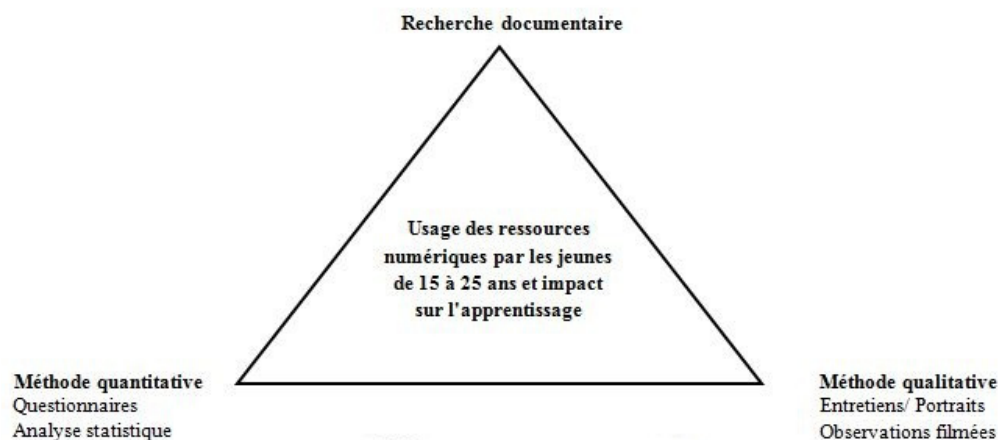 Recherche documentaire
Usage des ressources
numériques par les jeunes
de 15 à 25 ans et impact
sur l'apprentissage
Méthode quantitative
Questionnaires
Analyse statistique
Méthode qualitative
Entretiens/ Portraits
Observations filmées